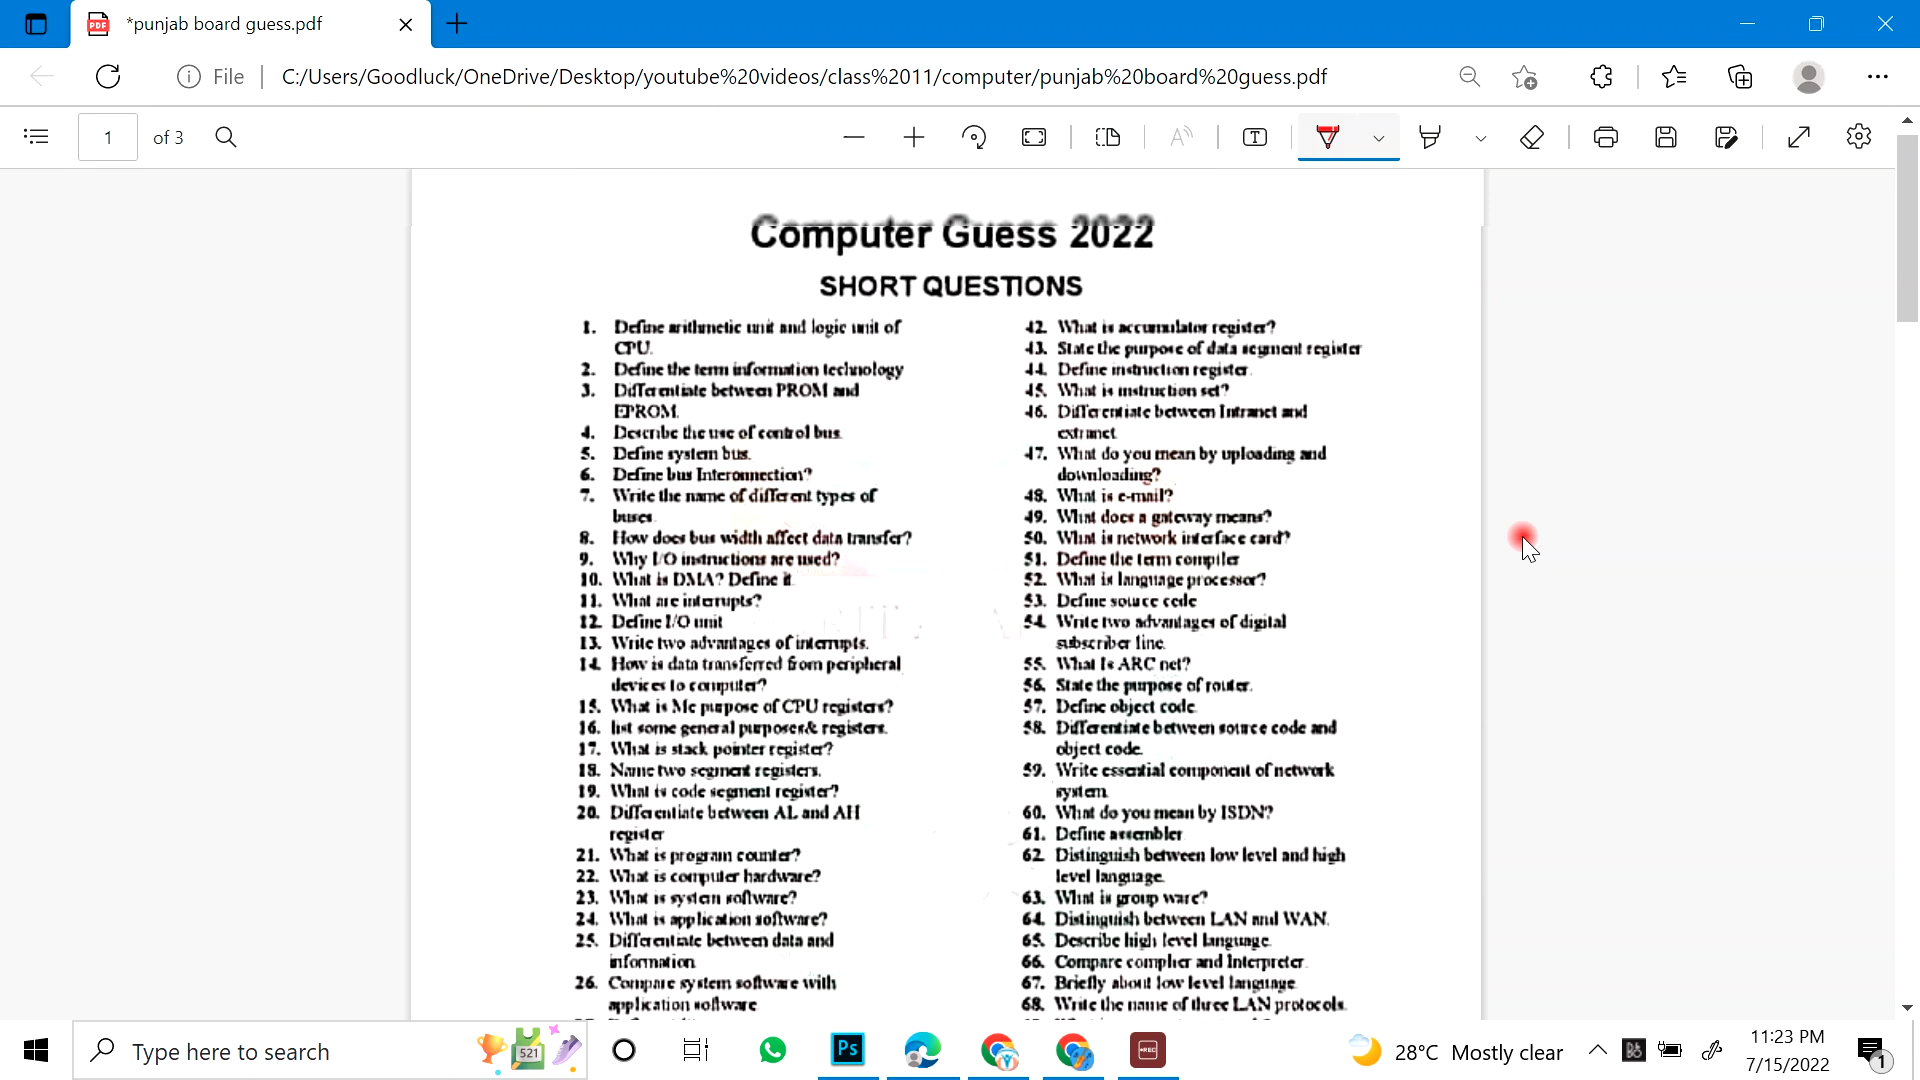 *punjab board guess.pdf
File
C:/Users/Goodluck/OneDrive/Desktop/youtube%20videos/class%2011/computer/punjab%20board%20guess.pdf
1 of 3
Computer Guess 2022
SHORT QUESTIONS
1. Define arithmetic unit and logic unit of
CPU.
2. Define the term information technology
3. Differentiate between PROM and
EPROM.
4. Describe the use of control bus.
5. Define system bus.
6. Define bus Interonnection?
7. Write the name of different types of
buses.
8. How does bus width affect data transfer?
9. Why I/O instructions are used?
10. What is DMA? Define it.
11. What are interrupts?
12. Define I/O unit
13. Write two advantages of interrupts.
14. How is data transferred from peripheral
devices to computer?
15. What is Me purpose of CPU registers?
16. list some general purposes& registers.
17. What is stack pointer register?
18. Name two segment registers.
19. What is code segment register?
20. Differentiate between AL and AH
register
21. What is program counter?
22. What is computer hardware?
23. What is system software?
24. What is application software?
25. Differentiate between data and
information
26. Compare system software with
application software
42. What is accumulator register?
43. State the purpose of data segment register
44. Define instruction register.
45. What is instruction set?
46. Differentiate between Intranet and
extranet
47. What do you mean by uploading and
downloading?
48. What is e-mail?
49. What does a gateway means?
50. What is network interface card?
51. Define the term compiler
52. What is language processor?
53. Define source code
54. Write two advantages of digital
subscriber line.
55. What Is ARC net?
56. State the purpose of router.
57. Define object code.
58. Differentiate between source code and
object code.
59. Write essential component of network
system.
60. What do you mean by ISDN?
61. Define assembler
62. Distinguish between low level and high
level language.
63. What is group ware?
64. Distinguish between LAN and WAN.
65. Describe high level language.
66. Compare complier and Interpreter.
67. Briefly about low level language.
68. Write the name of three LAN protocols.
Type here to search
521
Ps
REC
28°C Mostly clear
11:23 PM
7/15/2022
1